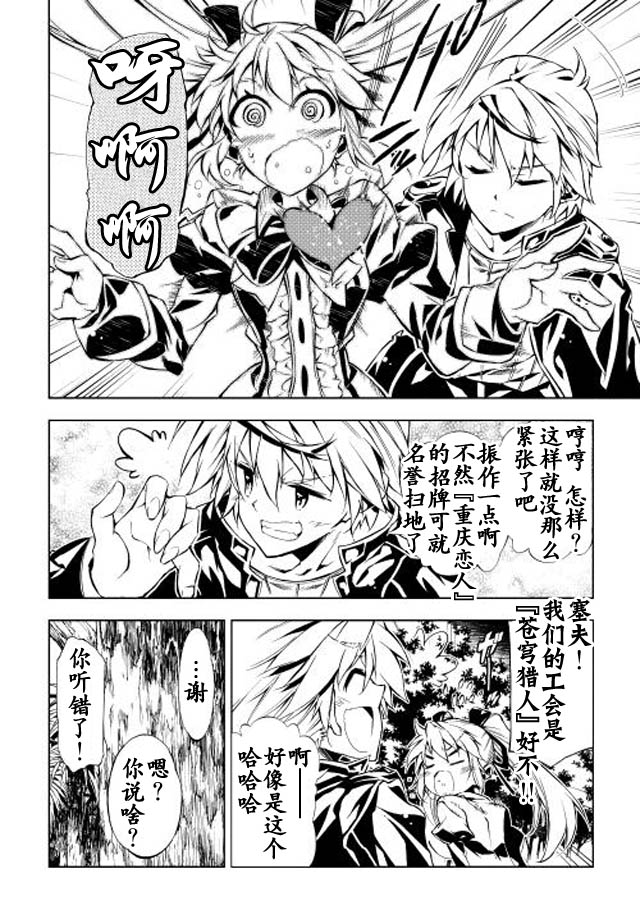 呀啊啊
哼哼 怎样？
这样就没那么
紧张了吧
振作一点啊
不然『重庆恋人』
的招牌可就
名誉扫地了
塞夫！
我们的工会是
『苍穹猎人』好不!!
啊——
好像是这个
哈哈哈
…谢
嗯？
你说啥？
你听错了！